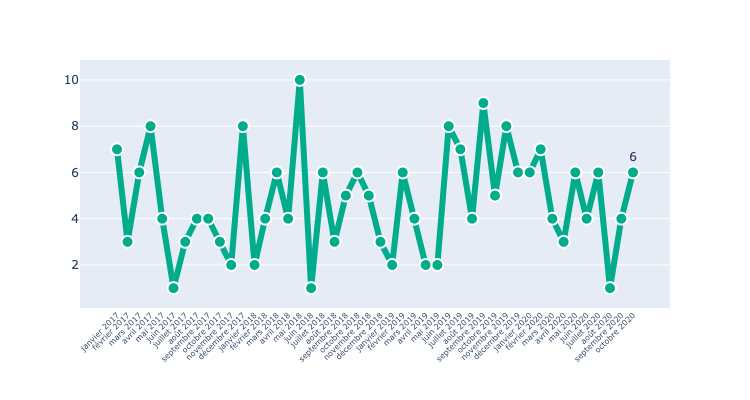 10
8
6
4
2
6
janvier 2017
février 2017
mars 2017
avril 2017
mai 2017
juin 2017
juillet 2017
août 2017
septembre 2017
octobre 2017
novembre 2017
décembre 2017
janvier 2018
février 2018
mars 2018
avril 2018
mai 2018
juin 2018
juillet 2018
août 2018
septembre 2018
octobre 2018
novembre 2018
décembre 2018
janvier 2019
février 2019
mars 2019
avril 2019
mai 2019
juin 2019
juillet 2019
août 2019
septembre 2019
octobre 2019
novembre 2019
décembre 2019
janvier 2020
février 2020
mars 2020
avril 2020
mai 2020
juin 2020
juillet 2020
août 2020
septembre 2020
octobre 2020